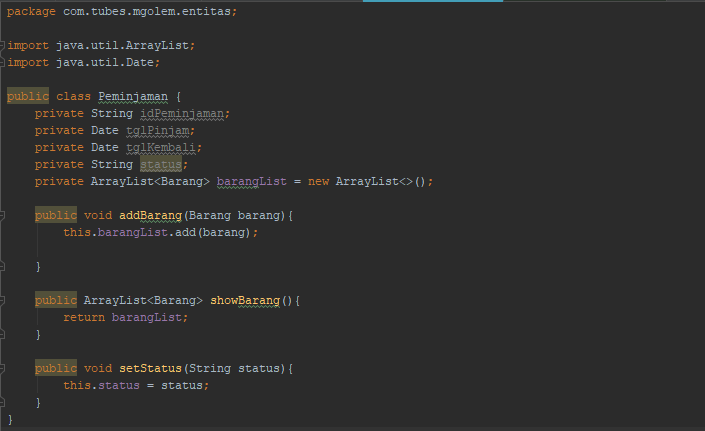 package com.tubes.mgolem.entitas;
import java.util.ArrayList;
import java.util.Date;
public class Peminjaman {
private String idPeminjaman;
private Date tglPinjam;
private Date tglKembali;
private String status;
private ArrayList<Barang> barangList = new ArrayList<>();
public void addBarang(Barang barang){
this.barangList.add(barang);
}
public ArrayList<Barang> showBarang(){
return barangList;
}
public void setStatus(String status){
this.status = status;
}
}